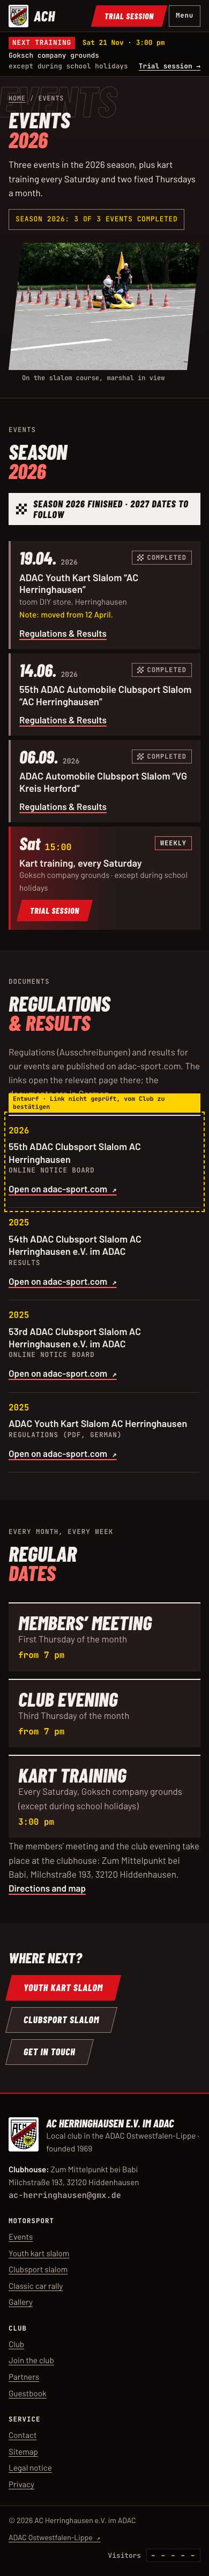 ACH
TRIAL SESSION
Menu
NEXT TRAINING Sat 21 Nov · 3:00 pm
Goksch company grounds
except during school holidays Trial session →
EVENTS
HOME / EVENTS
EVENTS
2026
Three events in the 2026 season, plus kart
training every Saturday and two fixed Thursdays
a month.
SEASON 2026: 3 OF 3 EVENTS COMPLETED
On the slalom course, marshal in view
EVENTS
SEASON
2026
SEASON 2026 FINISHED · 2027 DATES TO
FOLLOW
19.04. 2026 COMPLETED
ADAC Youth Kart Slalom “AC
Herringhausen”
toom DIY store, Herringhausen
Note: moved from 12 April.
Regulations & Results
14.06. 2026 COMPLETED
55th ADAC Automobile Clubsport Slalom
“AC Herringhausen”
Regulations & Results
06.09. 2026 COMPLETED
ADAC Automobile Clubsport Slalom “VG
Kreis Herford”
Regulations & Results
Sat 15:00 WEEKLY
Kart training, every Saturday
Goksch company grounds · except during school
holidays
TRIAL SESSION
DOCUMENTS
REGULATIONS
& RESULTS
Regulations (Ausschreibungen) and results for
our events are published on adac-sport.com. The
links open the relevant page there; the
Entwurf · Link nicht geprüft, vom Club zu
bestätigen
2026
55th ADAC Clubsport Slalom AC
Herringhausen
ONLINE NOTICE BOARD
Open on adac-sport.com ↗
2025
54th ADAC Clubsport Slalom AC
Herringhausen e.V. im ADAC
RESULTS
Open on adac-sport.com ↗
2025
53rd ADAC Clubsport Slalom AC
Herringhausen e.V. im ADAC
ONLINE NOTICE BOARD
Open on adac-sport.com ↗
2025
ADAC Youth Kart Slalom AC Herringhausen
REGULATIONS (PDF, GERMAN)
Open on adac-sport.com ↗
EVERY MONTH, EVERY WEEK
REGULAR
DATES
MEMBERS’ MEETING
First Thursday of the month
from 7 pm
CLUB EVENING
Third Thursday of the month
from 7 pm
KART TRAINING
Every Saturday, Goksch company grounds
(except during school holidays)
3:00 pm
The members’ meeting and the club evening take
place at the clubhouse: Zum Mittelpunkt bei
Babi, Milchstraße 193, 32120 Hiddenhausen.
Directions and map
WHERE NEXT?
YOUTH KART SLALOM
CLUBSPORT SLALOM
GET IN TOUCH
AC HERRINGHAUSEN E.V. IM ADAC
Local club in the ADAC Ostwestfalen-Lippe ·
founded 1969
Clubhouse: Zum Mittelpunkt bei Babi
Milchstraße 193, 32120 Hiddenhausen
ac-herringhausen@gmx.de
MOTORSPORT
Events
Youth kart slalom
Clubsport slalom
Classic car rally
Gallery
CLUB
Club
Join the club
Partners
Guestbook
SERVICE
Contact
Sitemap
Legal notice
Privacy
© 2026 AC Herringhausen e.V. im ADAC
ADAC Ostwestfalen-Lippe ↗
Visitors – – – – –